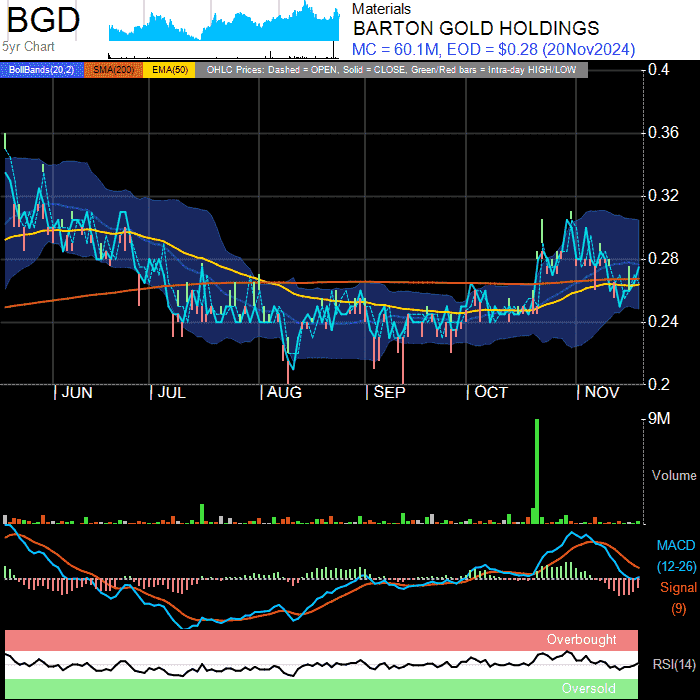 BGD
5yr Chart
Materials
BARTON GOLD HOLDINGS
MC = 60.1M, EOD = $0.28 (20Nov2024)
BollBands(20,2) SMA(200) EMA(50) OHLC Prices: Dashed = OPEN, Solid = CLOSE, Green/Red bars = Intra-day HIGH/LOW
0.4
0.36
0.32
0.28
0.24
0.2
JUN JUL AUG SEP OCT NOV
9M
Volume
MACD
(12-26)
Signal
(9)
Overbought
RSI(14)
Oversold